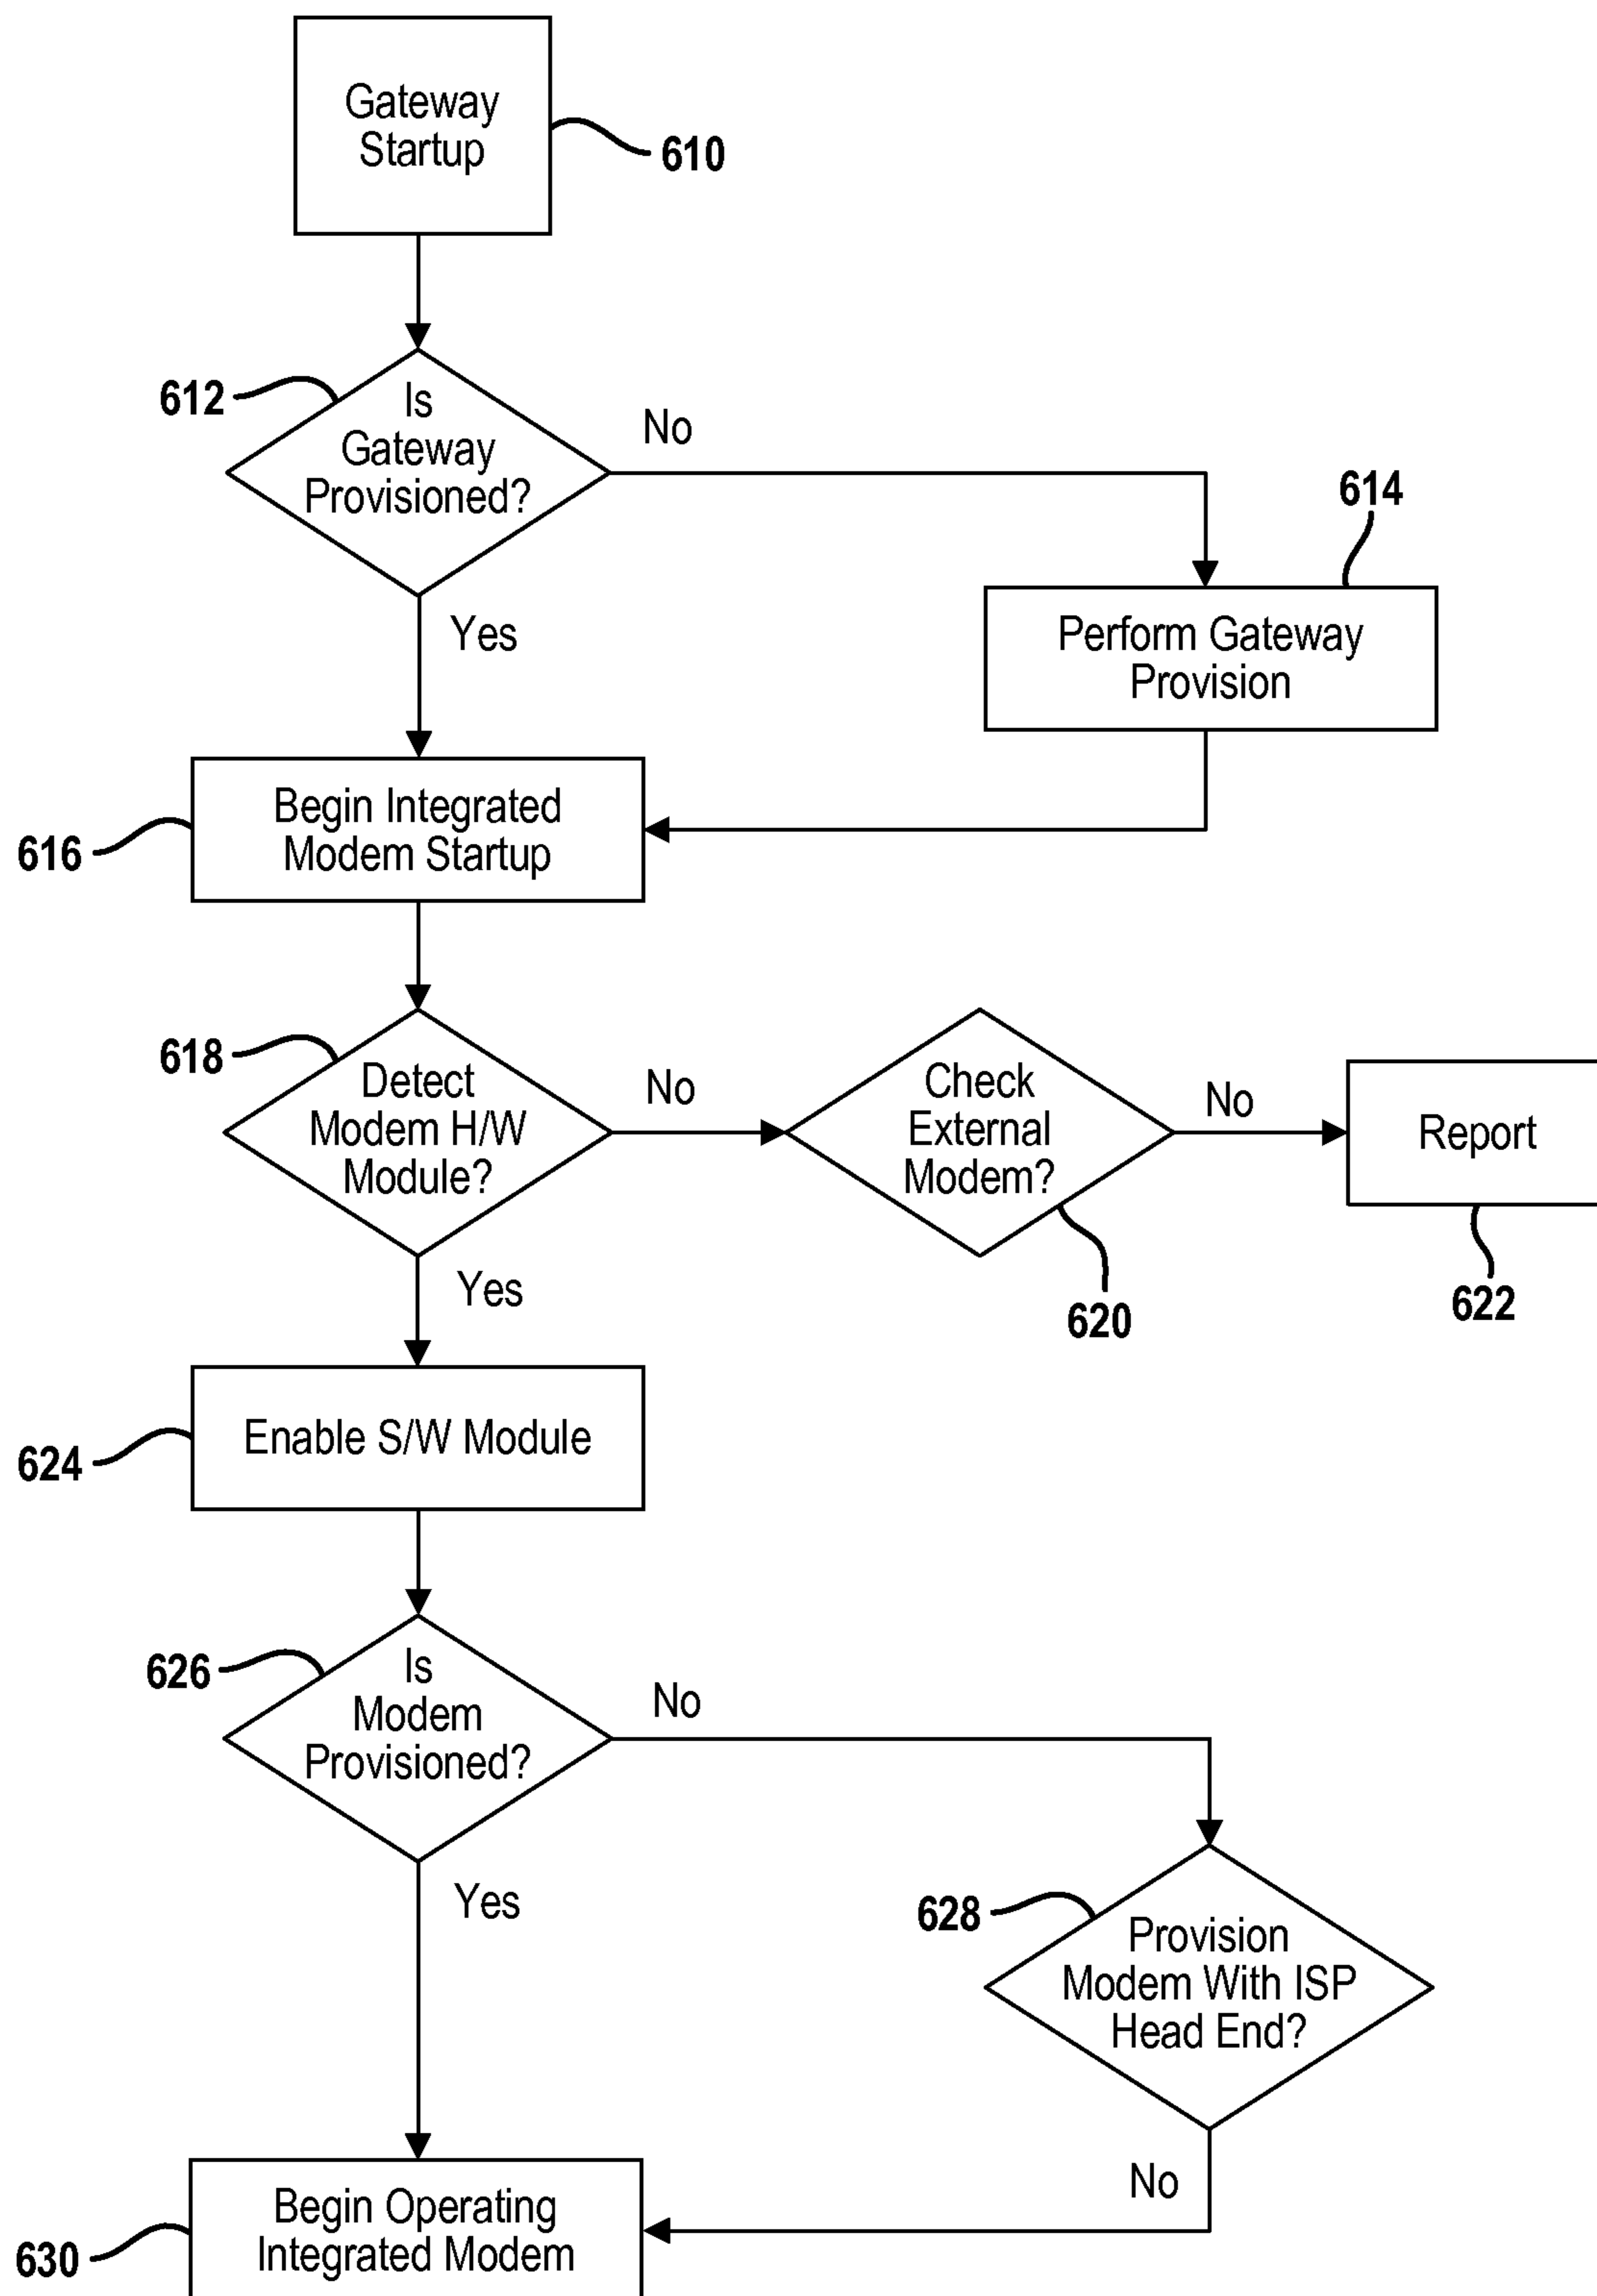 Gateway
Startup
610
612
Is
Gateway
Provisioned?
No
614
Yes
Perform Gateway
Provision
616
Begin Integrated
Modem Startup
618
Detect
Modem H/W
Module?
No
Check
External
Modem?
620
No
Report
622
Yes
624
Enable S/W Module
626
Is
Modem
Provisioned?
No
Yes
628
Provision
Modem With ISP
Head End?
No
630
Begin Operating
Integrated Modem